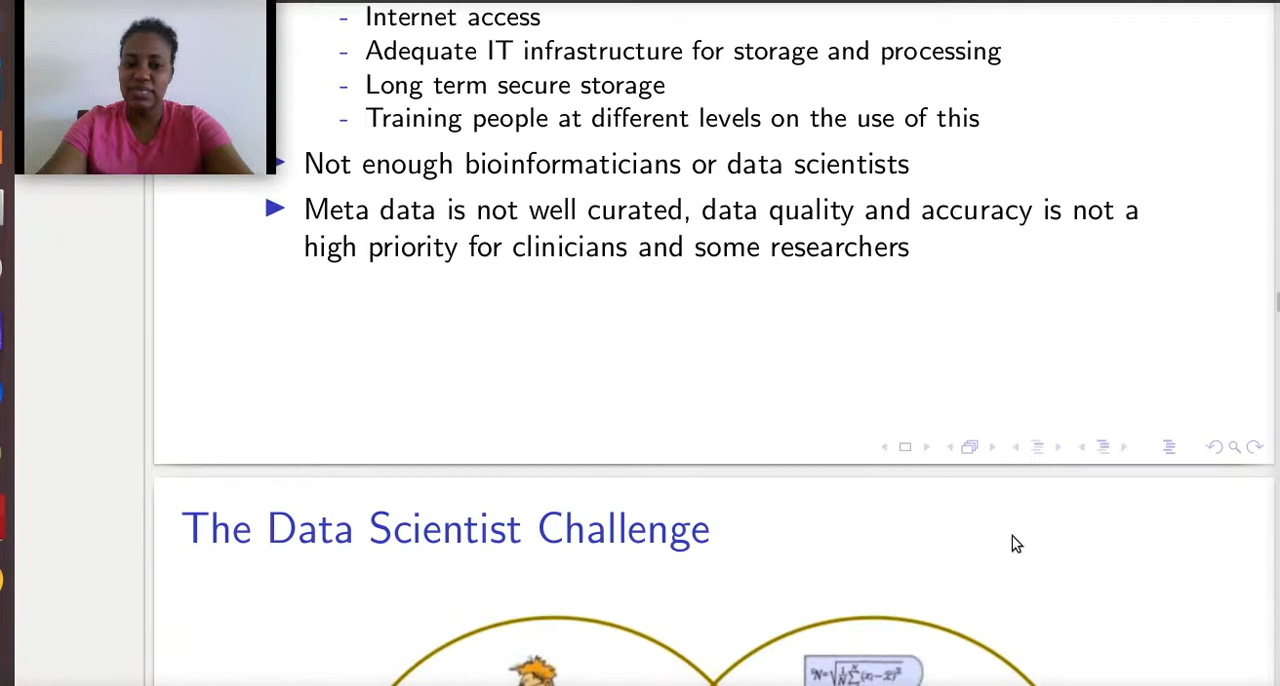 - Internet access
- Adequate IT infrastructure for storage and processing
- Long term secure storage
- Training people at different levels on the use of this
Not enough bioinformaticians or data scientists
Meta data is not well curated, data quality and accuracy is not a
high priority for clinicians and some researchers
The Data Scientist Challenge